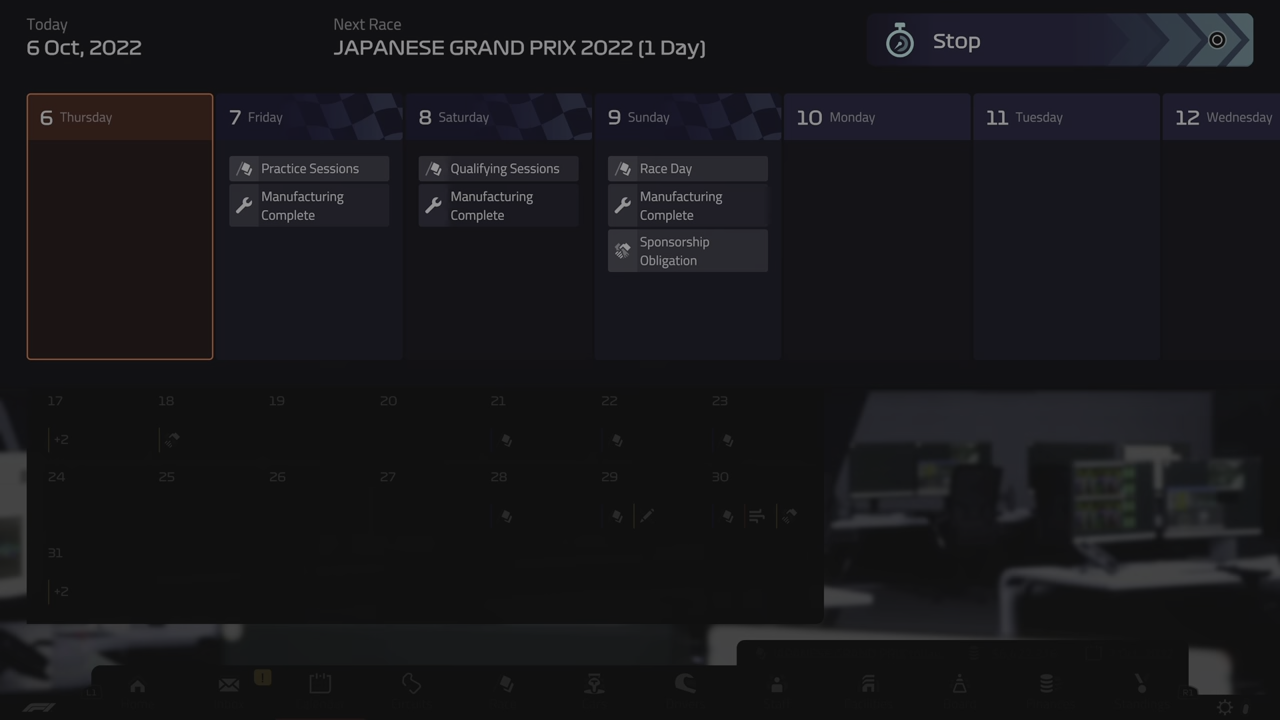 Today
6 Oct, 2022
Next Race
JAPANESE GRAND PRIX 2022 (1 Day)
Stop
6 Thursday
7 Friday
8 Saturday
9 Sunday
10 Monday
11 Tuesday
12 Wednesday
Practice Sessions
Manufacturing
Complete
Qualifying Sessions
Manufacturing
Complete
Race Day
Manufacturing
Complete
Sponsorship
Obligation
17 18 19 20 21 22 23
+2
24 25 26 27 28 29 30
31
+2
L1
R1